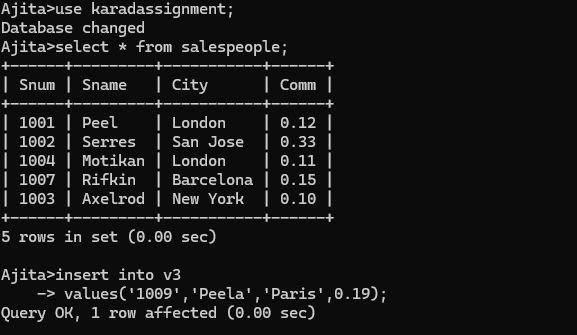 Ajita>use karadassignment;
Database changed
Ajita>select * from salespeople;
+------+---------+-----------+------+
| Snum | Sname   | City      | Comm |
+------+---------+-----------+------+
| 1001 | Peel    | London    | 0.12 |
| 1002 | Serres  | San Jose  | 0.33 |
| 1004 | Motikan | London    | 0.11 |
| 1007 | Rifkin  | Barcelona | 0.15 |
| 1003 | Axelrod | New York  | 0.10 |
+------+---------+-----------+------+
5 rows in set (0.00 sec)
Ajita>insert into v3
    -> values('1009','Peela','Paris',0.19);
Query OK, 1 row affected (0.00 sec)